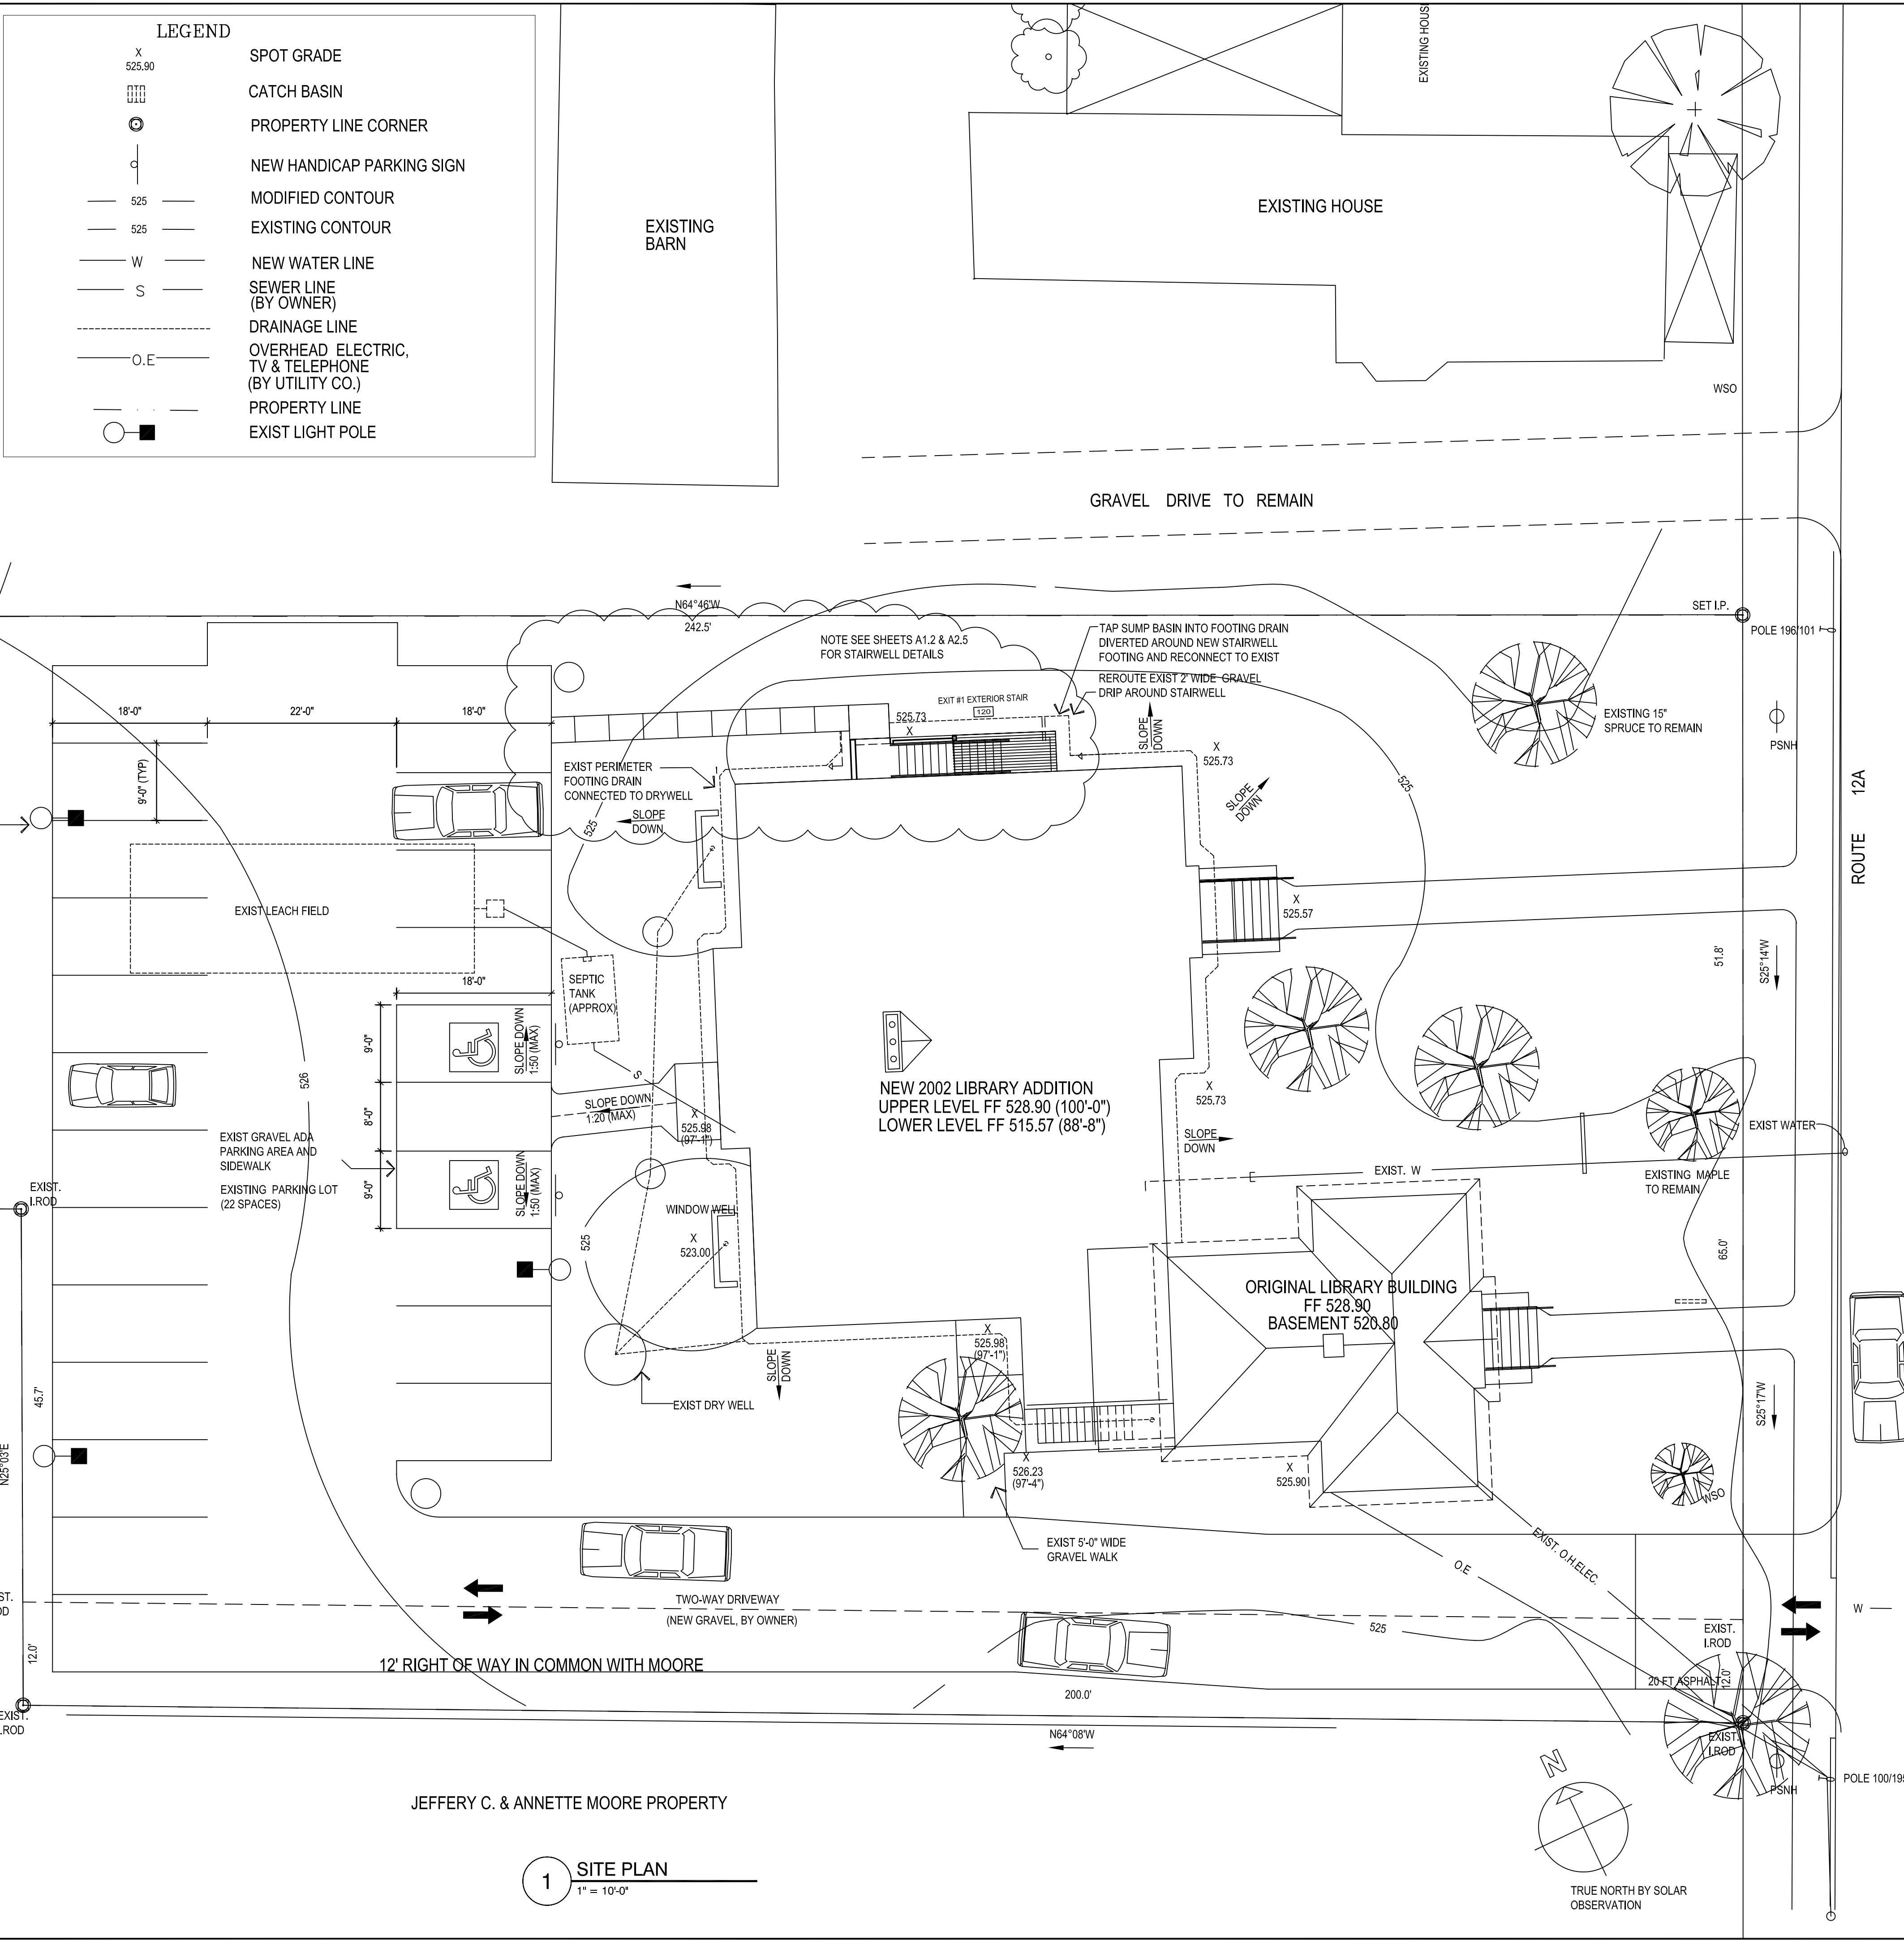 LEGEND
X
525.90
SPOT GRADE
CATCH BASIN
PROPERTY LINE CORNER
NEW HANDICAP PARKING SIGN
525
MODIFIED CONTOUR
525
EXISTING CONTOUR
W
NEW WATER LINE
S
SEWER LINE
(BY OWNER)
DRAINAGE LINE
O.E
OVERHEAD ELECTRIC,
TV & TELEPHONE
(BY UTILITY CO.)
PROPERTY LINE
EXIST LIGHT POLE
EXISTING
BARN
EXISTING HOUSE
WSO
GRAVEL DRIVE TO REMAIN
N64°46'W
242.5'
SET I.P.
POLE 196/101
NOTE SEE SHEETS A1.2 & A2.5
FOR STAIRWELL DETAILS
TAP SUMP BASIN INTO FOOTING DRAIN
DIVERTED AROUND NEW STAIRWELL
FOOTING AND RECONNECT TO EXIST
REROUTE EXIST 2' WIDE GRAVEL
DRIP AROUND STAIRWELL
EXIT #1 EXTERIOR STAIR
120
525.73
X
SLOPE
DOWN
X
525.73
SLOPE
DOWN
525
EXISTING 15"
SPRUCE TO REMAIN
PSNH
ROUTE 12A
18'-0"
22'-0"
18'-0"
9'-0" (TYP)
EXIST PERIMETER
FOOTING DRAIN
CONNECTED TO DRYWELL
SLOPE
DOWN
525
EXIST LEACH FIELD
X
525.57
51.8'
S25°14'W
18'-0"
SEPTIC
TANK
(APPROX)
9'-0"
SLOPE DOWN
1:50 (MAX)
526
S
8'-0"
SLOPE DOWN
1:20 (MAX)
X
525.98
(97'-1")
NEW 2002 LIBRARY ADDITION
UPPER LEVEL FF 528.90 (100'-0")
LOWER LEVEL FF 515.57 (88'-8")
X
525.73
SLOPE
DOWN
EXIST WATER
EXIST. W
E
EXISTING MAPLE
TO REMAIN
EXIST GRAVEL ADA
PARKING AREA AND
SIDEWALK
EXISTING PARKING LOT
(22 SPACES)
9'-0"
SLOPE DOWN
1:50 (MAX)
EXIST.
I.ROD
WINDOW WELL
X
523.00
525
65.0'
ORIGINAL LIBRARY BUILDING
FF 528.90
BASEMENT 520.80
X
525.98
(97'-1")
SLOPE
DOWN
EXIST DRY WELL
45.7'
N25°03'E
S25°17'W
X
526.23
(97'-4")
X
525.90
WSO
EXIST 5'-0" WIDE
GRAVEL WALK
O.E
EXIST. O.H.ELEC.
TWO-WAY DRIVEWAY
(NEW GRAVEL, BY OWNER)
525
W
EXIST.
I.ROD
12.0'
12' RIGHT OF WAY IN COMMON WITH MOORE
20 FT ASPHALT
12.0'
200.0'
EXIST.
I.ROD
N64°08'W
EXIST.
I.ROD
PSNH
POLE 100/195
N
JEFFERY C. & ANNETTE MOORE PROPERTY
1
SITE PLAN
1" = 10'-0"
TRUE NORTH BY SOLAR
OBSERVATION